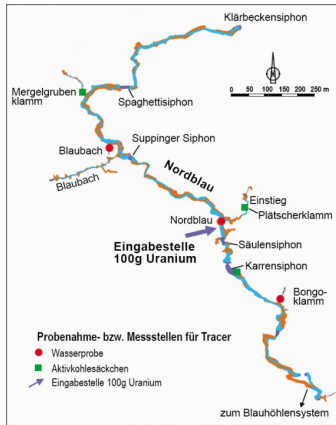 Klärbeckensiphon
Mergelgruben
klamm
Spaghettisiphon
0 50 100 150 200 250 m
Suppinger Siphon
Blaubach
Blaubach
Nordblau
Einstieg
Plätscherklamm
Nordblau
Eingabestelle
100g Uranium
Säulensiphon
Karrensiphon
Bongo-
klamm
Probenahme- bzw. Messstellen für Tracer
Wasserprobe
Aktivkohlesäckchen
Eingabestelle 100g Uranium
zum Blauhöhlensystem